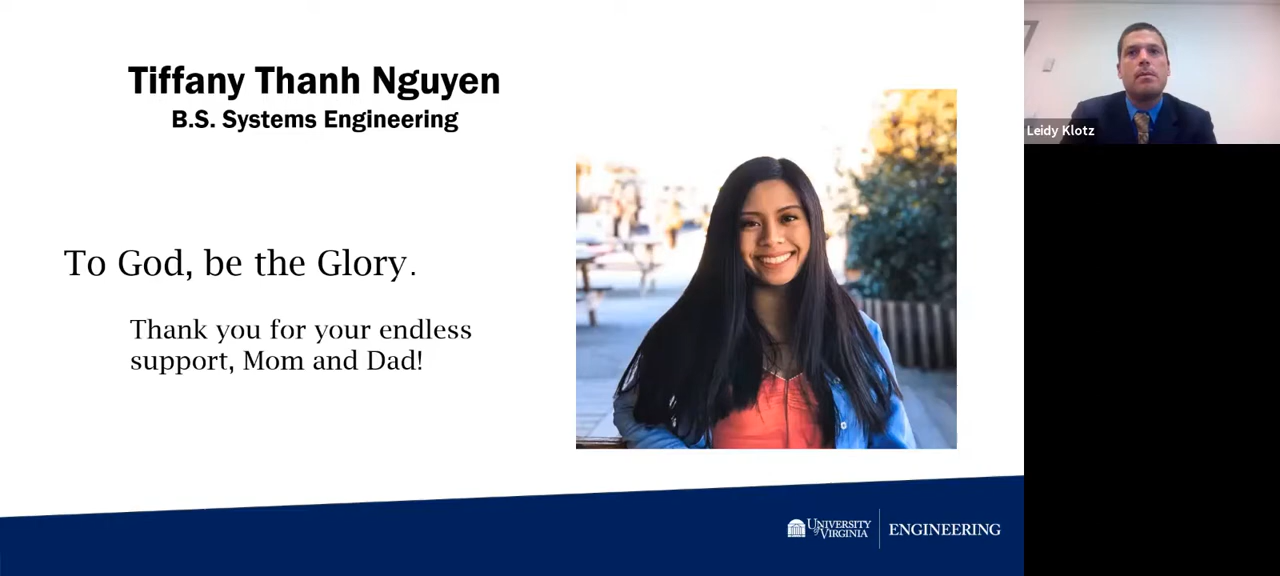 Tiffany Thanh Nguyen
B.S. Systems Engineering
To God, be the Glory.
Thank you for your endless
support, Mom and Dad!
Leidy Klotz
UNIVERSITY of VIRGINIA
ENGINEERING